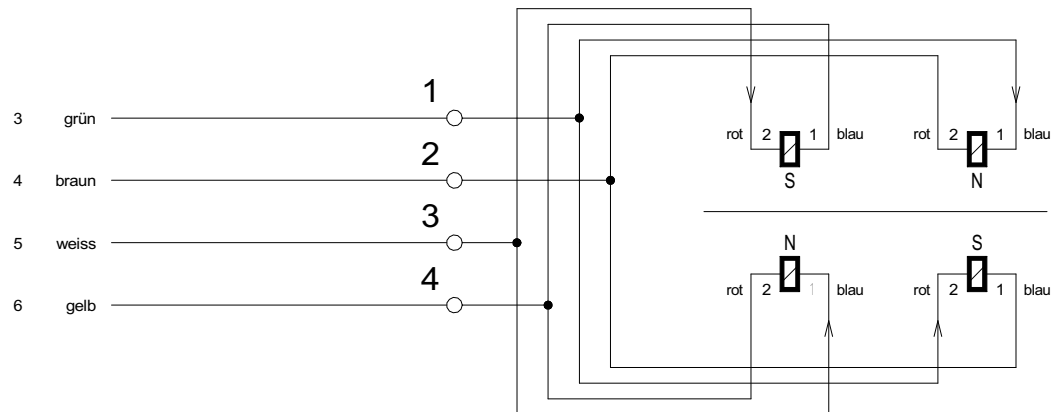 1
3 grün
rot 2 1 blau rot 2 1 blau
2
4 braun
S N
3
5 weiss
N S
4
rot 2 1 blau rot 2 1 blau
6 gelb